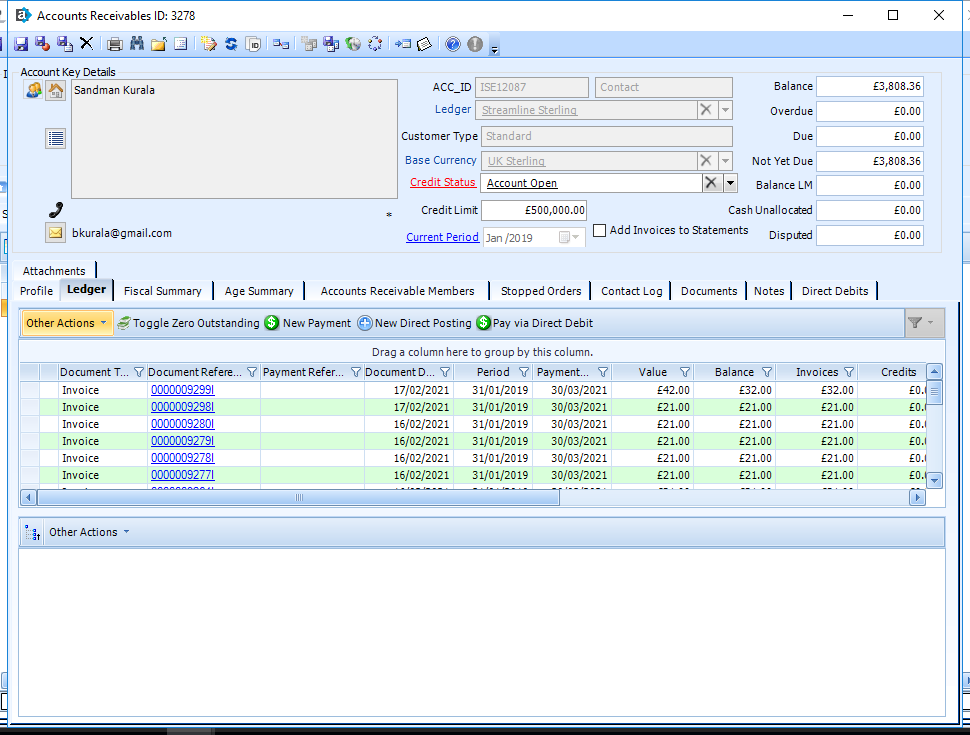 Accounts Receivables ID: 3278
Account Key Details
Sandman Kurala
bkurala@gmail.com
*
ACC_ID ISE12087 Contact
Ledger Streamline Sterling
Customer Type Standard
Base Currency UK Sterling
Credit Status Account Open
Credit Limit £500,000.00
Current Period Jan /2019
Add Invoices to Statements
Balance £3,808.36
Overdue £0.00
Due £0.00
Not Yet Due £3,808.36
Balance LM £0.00
Cash Unallocated £0.00
Disputed £0.00
Attachments
Profile Ledger Fiscal Summary Age Summary Accounts Receivable Members Stopped Orders Contact Log Documents Notes Direct Debits
Other Actions Toggle Zero Outstanding New Payment New Direct Posting Pay via Direct Debit
Drag a column here to group by this column.
Document T... Document Refere... Payment Refer... Document D... Period Payment... Value Balance Invoices Credits
Invoice 0000009299I 17/02/2021 31/01/2019 30/03/2021 £42.00 £32.00 £32.00 £0.
Invoice 0000009298I 17/02/2021 31/01/2019 30/03/2021 £21.00 £21.00 £21.00 £0.
Invoice 0000009280I 16/02/2021 31/01/2019 30/03/2021 £21.00 £21.00 £21.00 £0.
Invoice 0000009279I 16/02/2021 31/01/2019 30/03/2021 £21.00 £21.00 £21.00 £0.
Invoice 0000009278I 16/02/2021 31/01/2019 30/03/2021 £21.00 £21.00 £21.00 £0.
Invoice 0000009277I 16/02/2021 31/01/2019 30/03/2021 £21.00 £21.00 £21.00 £0.
Other Actions